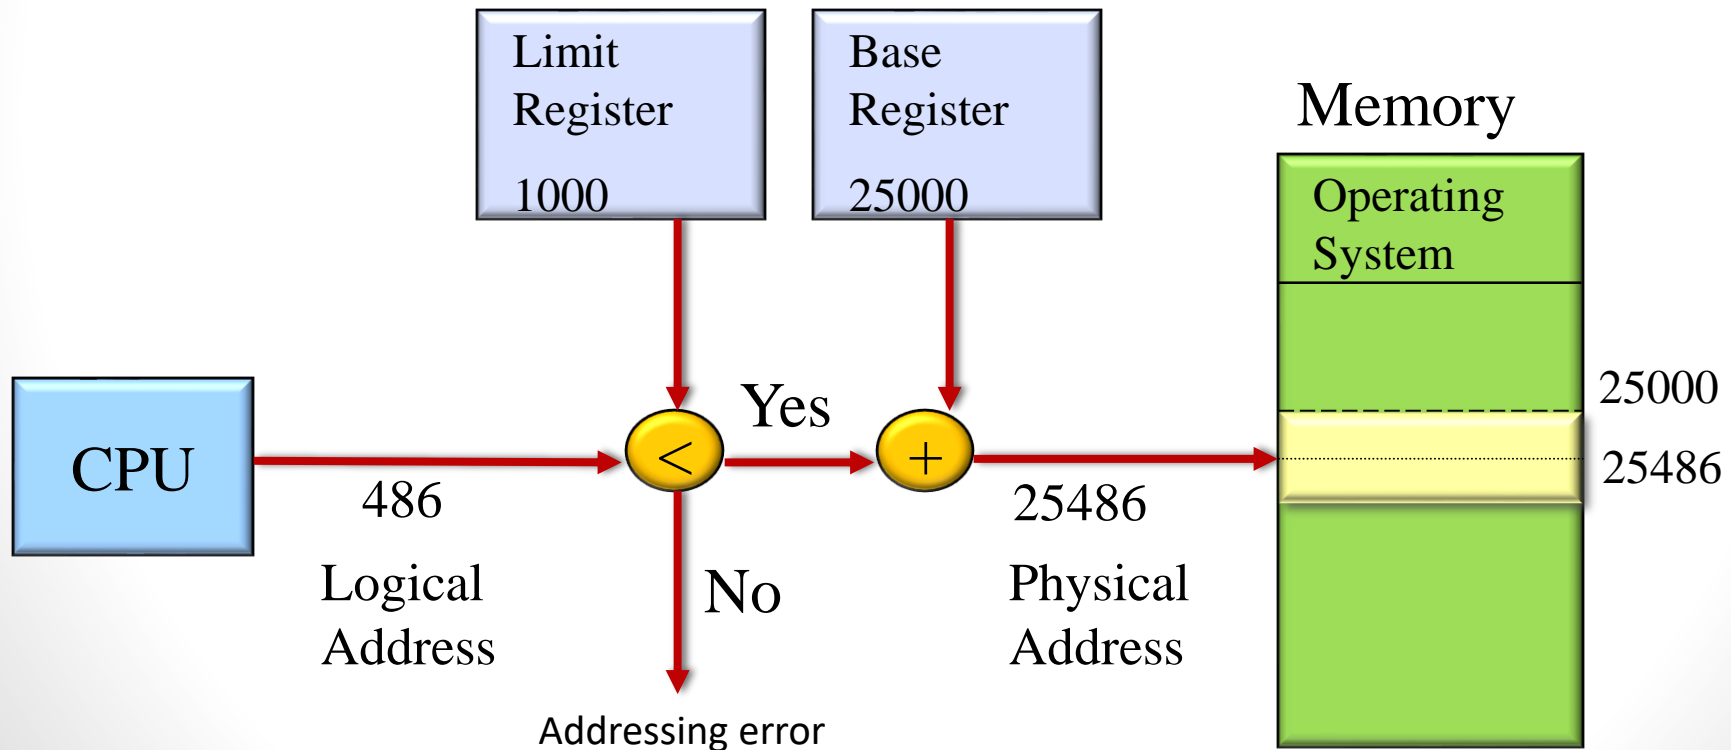 Limit
Register
1000
Base
Register
25000
Memory
Operating
System
25000
25486
CPU
486
Logical
Address
<
Yes
No
Addressing error
+
25486
Physical
Address